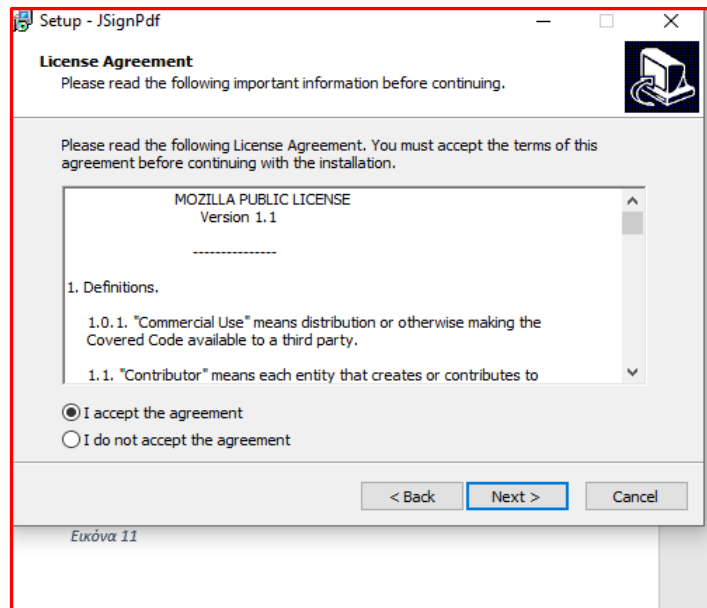 Setup - JSignPdf
License Agreement
Please read the following important information before continuing.
Please read the following License Agreement. You must accept the terms of this
agreement before continuing with the installation.
MOZILLA PUBLIC LICENSE
Version 1.1
---------------
1. Definitions.
1.0.1. "Commercial Use" means distribution or otherwise making the
Covered Code available to a third party.
1.1. "Contributor" means each entity that creates or contributes to
I accept the agreement
I do not accept the agreement
< Back Next > Cancel
Εικόνα 11